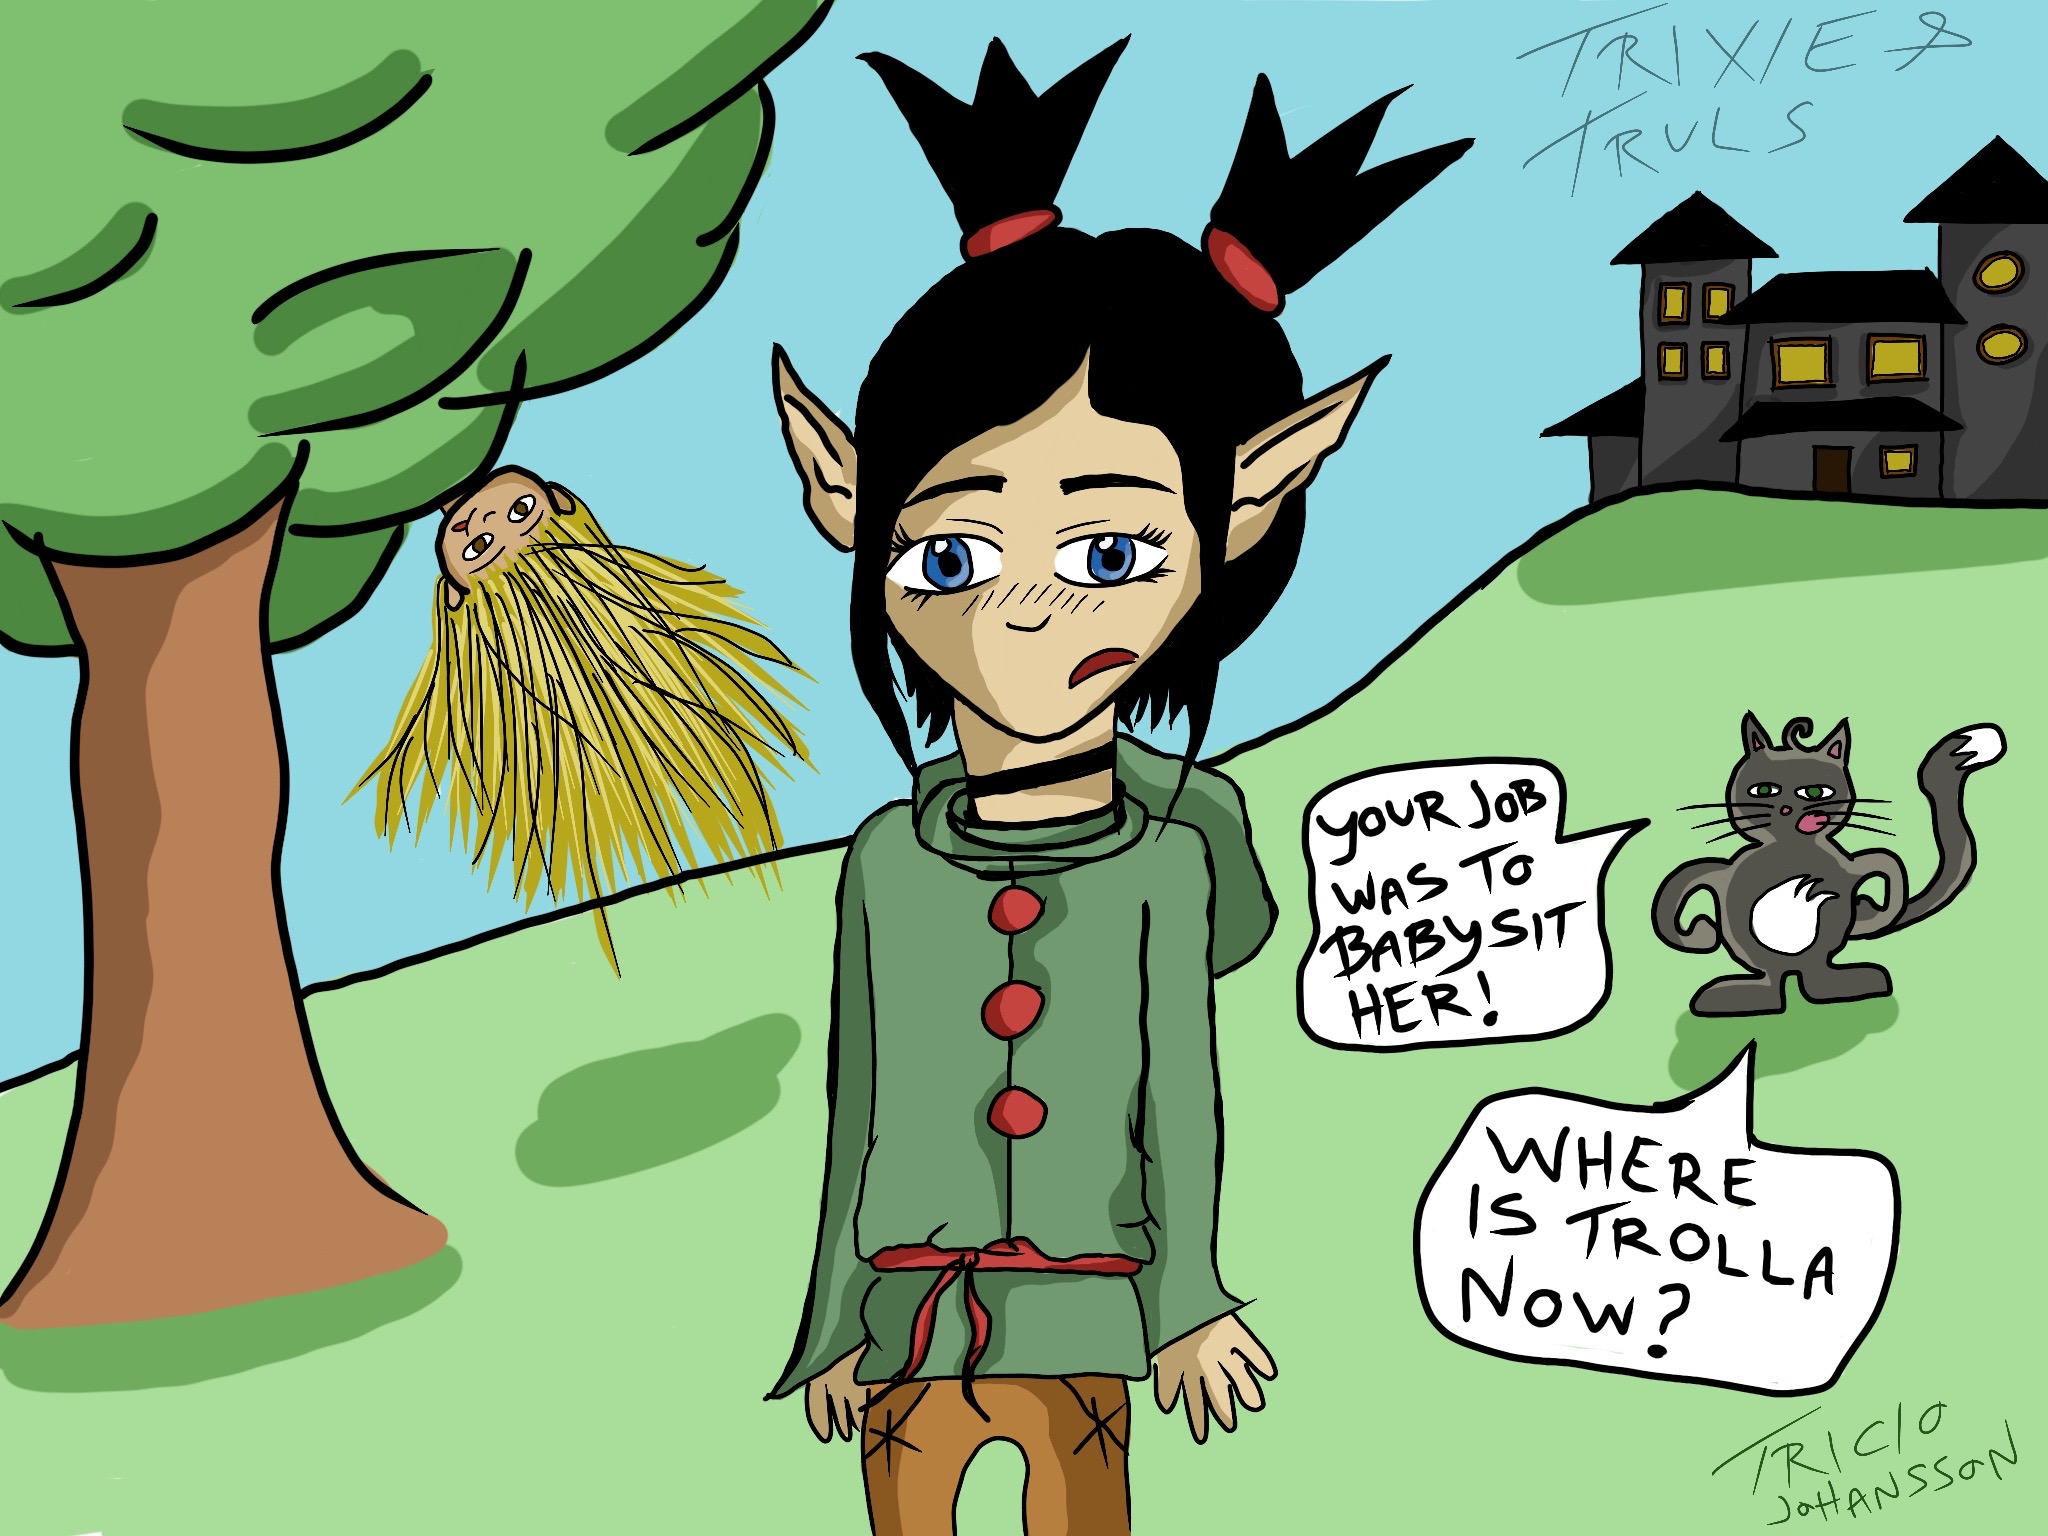 TRIXIE &
TRULS
YOUR JOB
WAS TO
BABYSIT
HER!
WHERE
IS TROLLA
NOW?
TRICIO
JOHANSSON